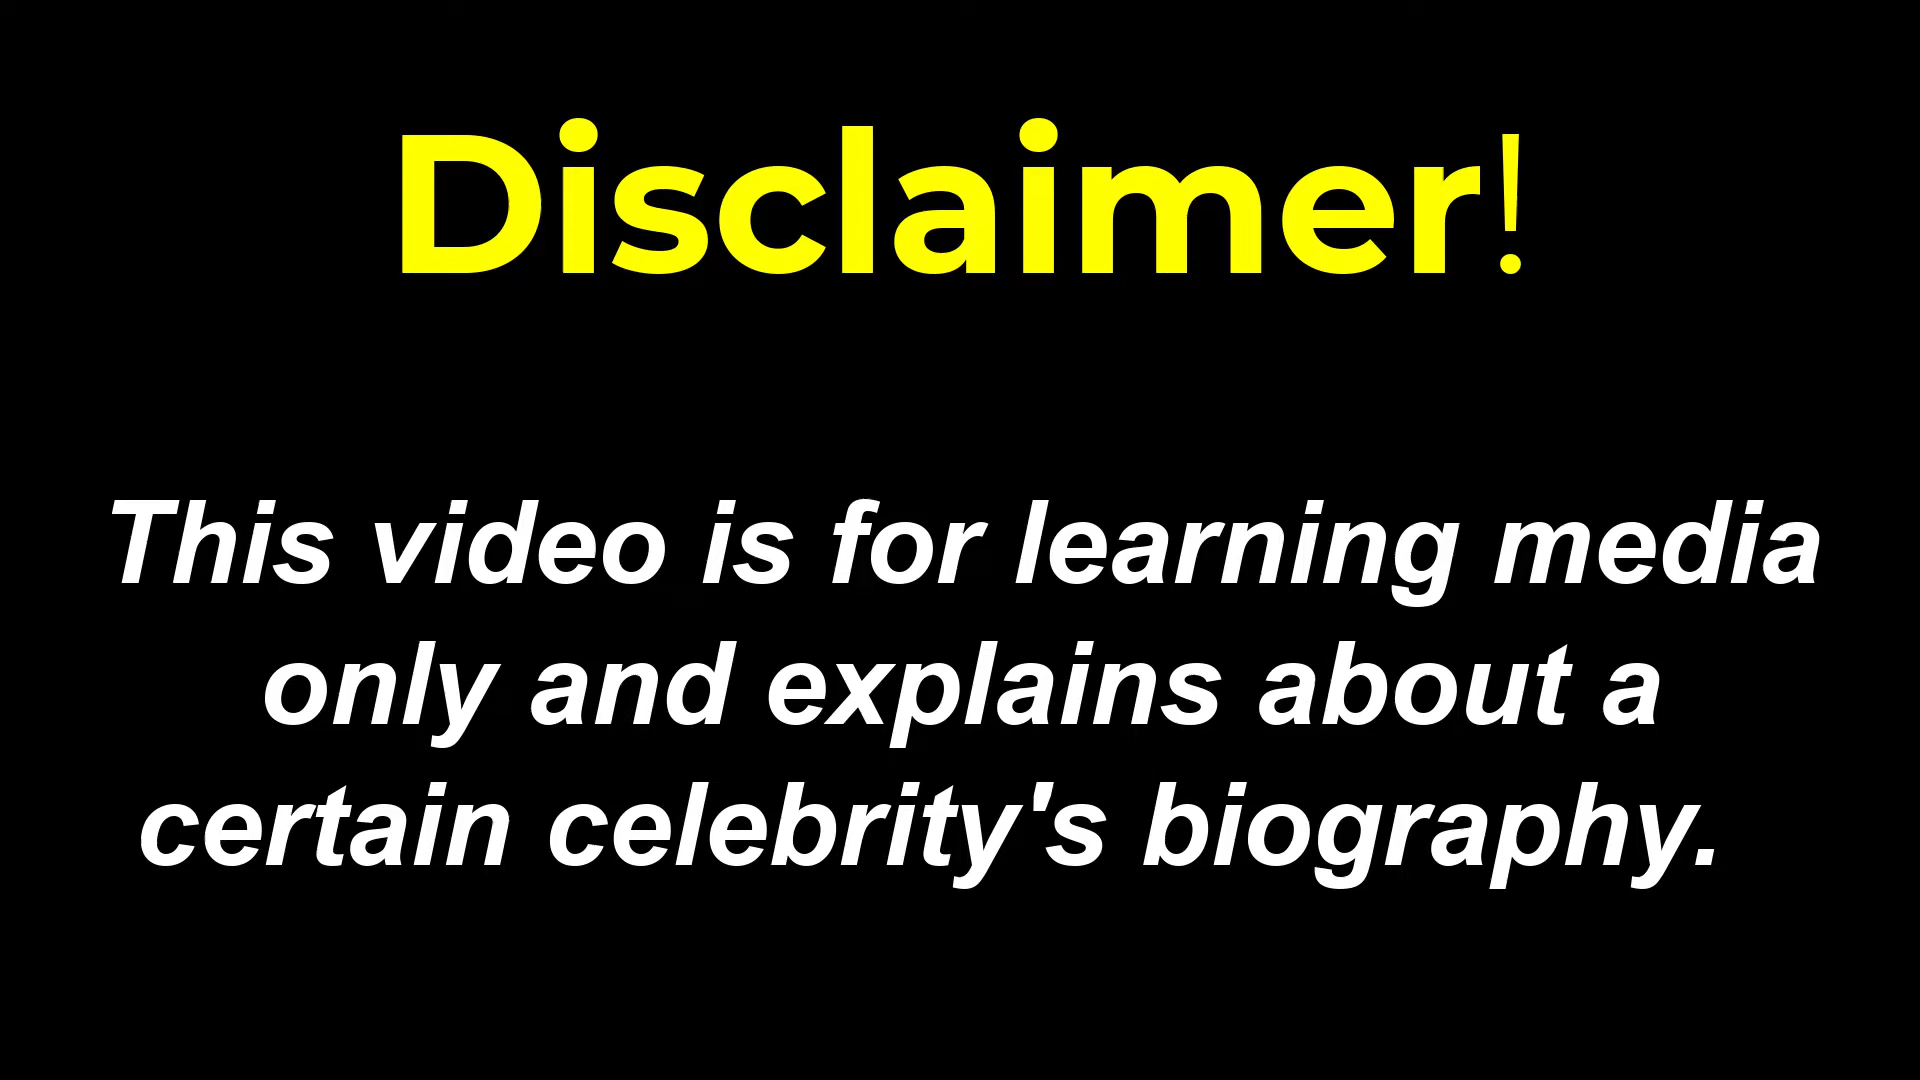 Disclaimer!
This video is for learning media
only and explains about a
certain celebrity's biography.